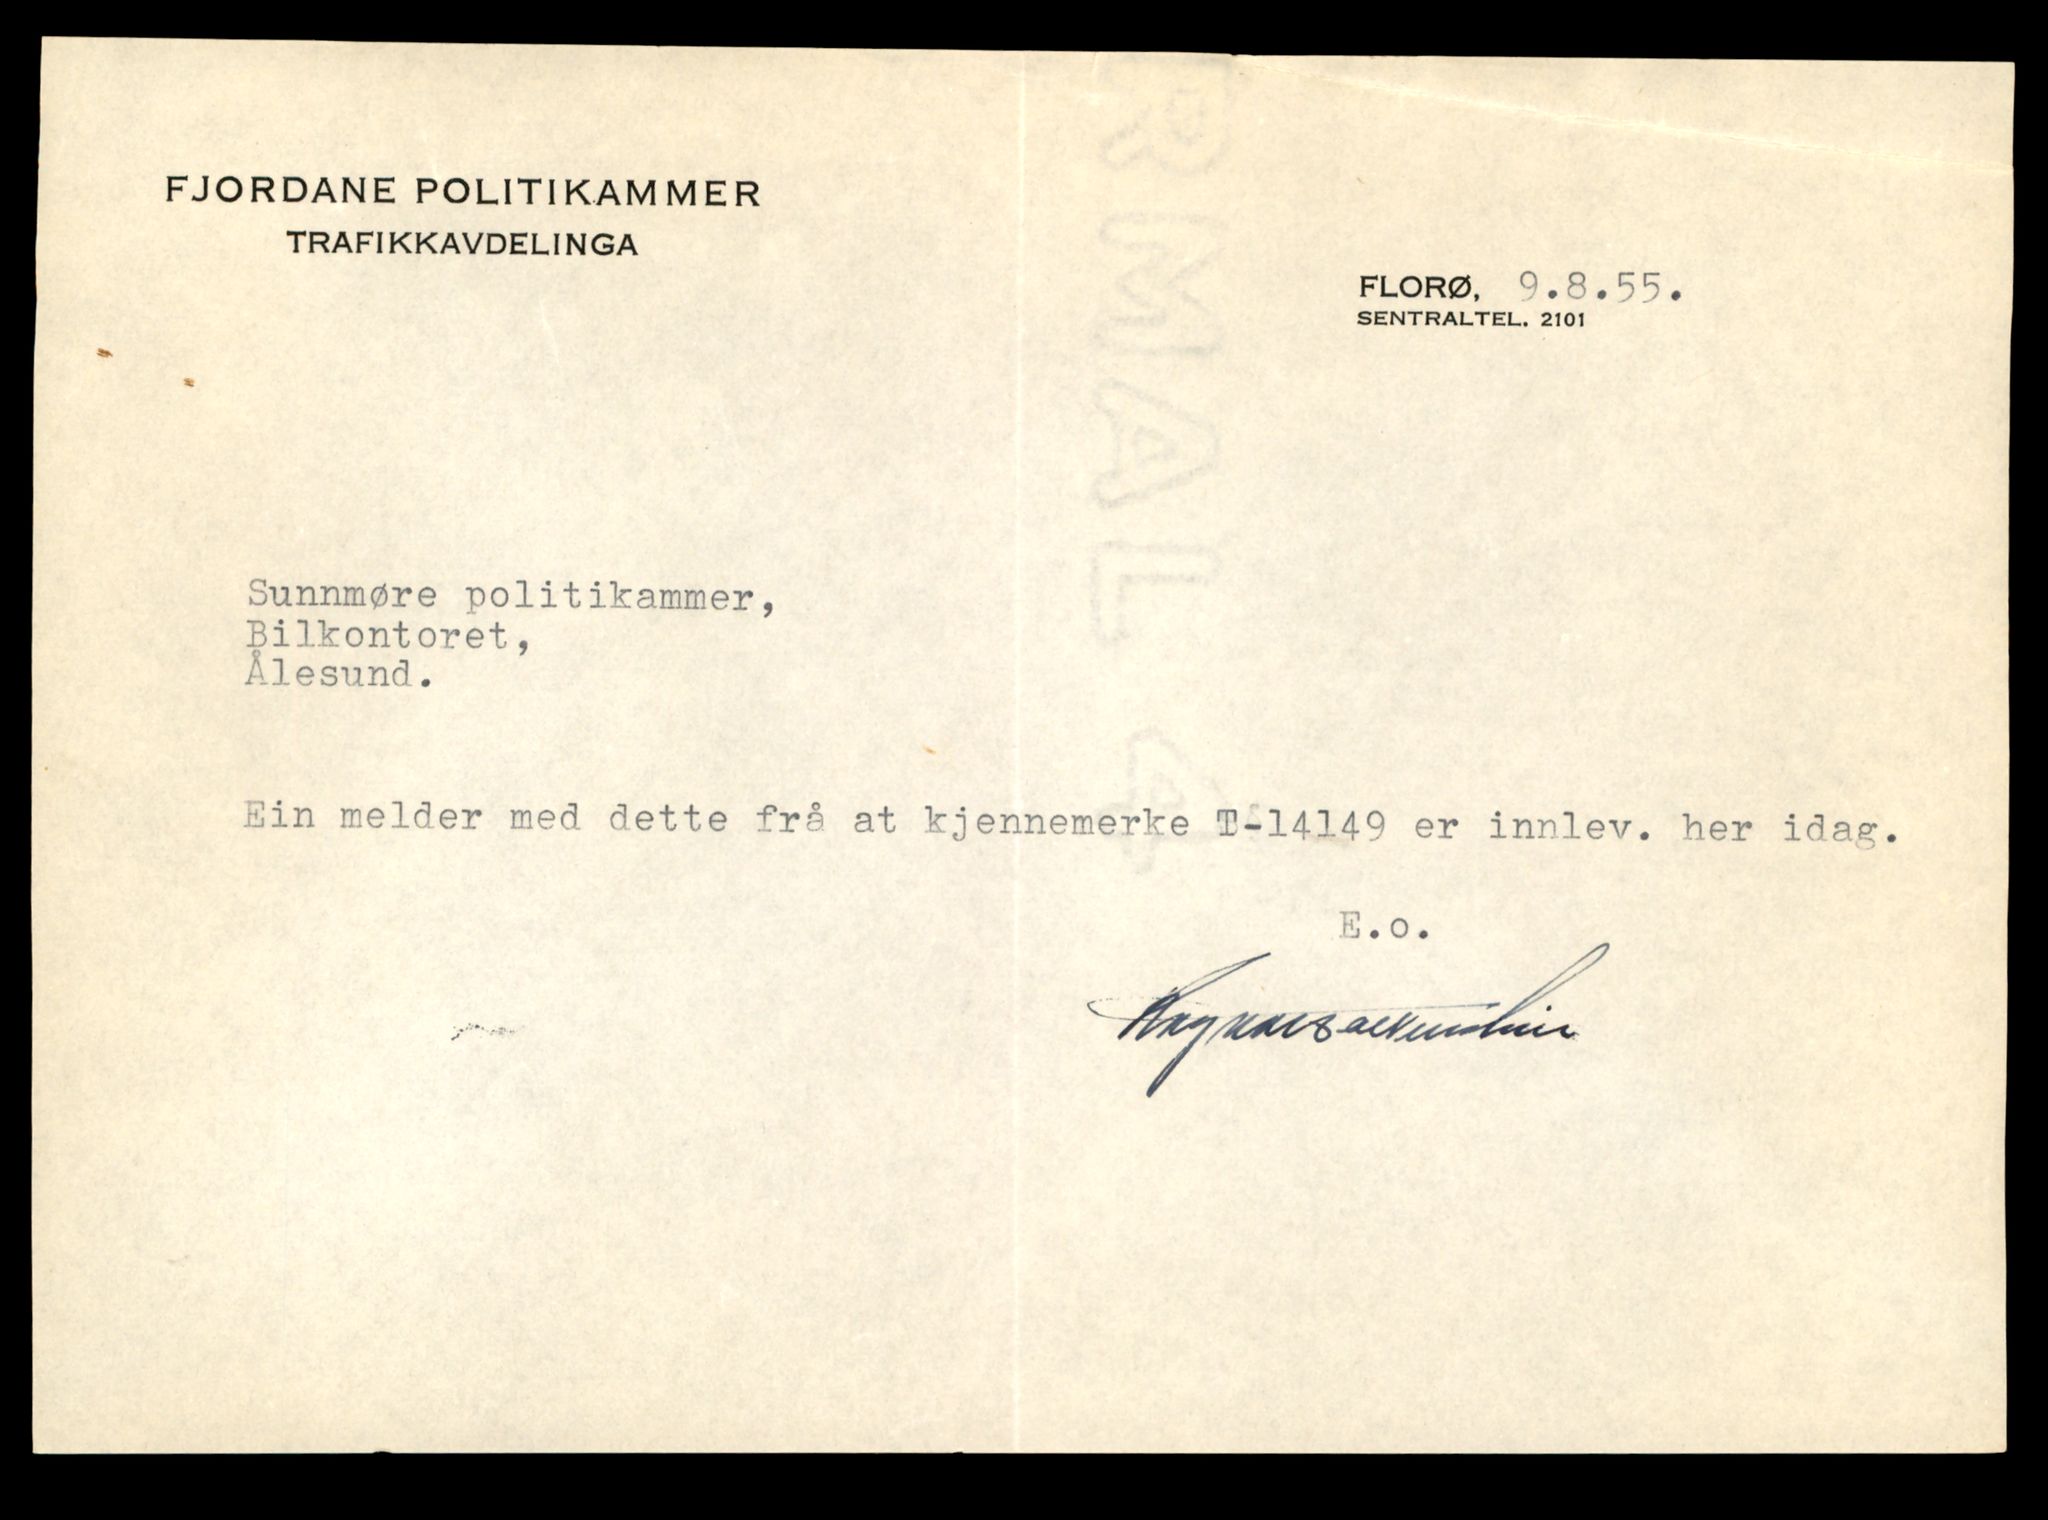 FJORDANE POLITIKAMMER
TRAFIKKAVDELINGA
FLORØ, 9.8.55.
SENTRALTEL. 2101
Sunnmøre politikammer,
Bilkontoret,
Ålesund.
Ein melder med dette frå at kjennemerke T-14149 er innlev. her idag.
E.o.